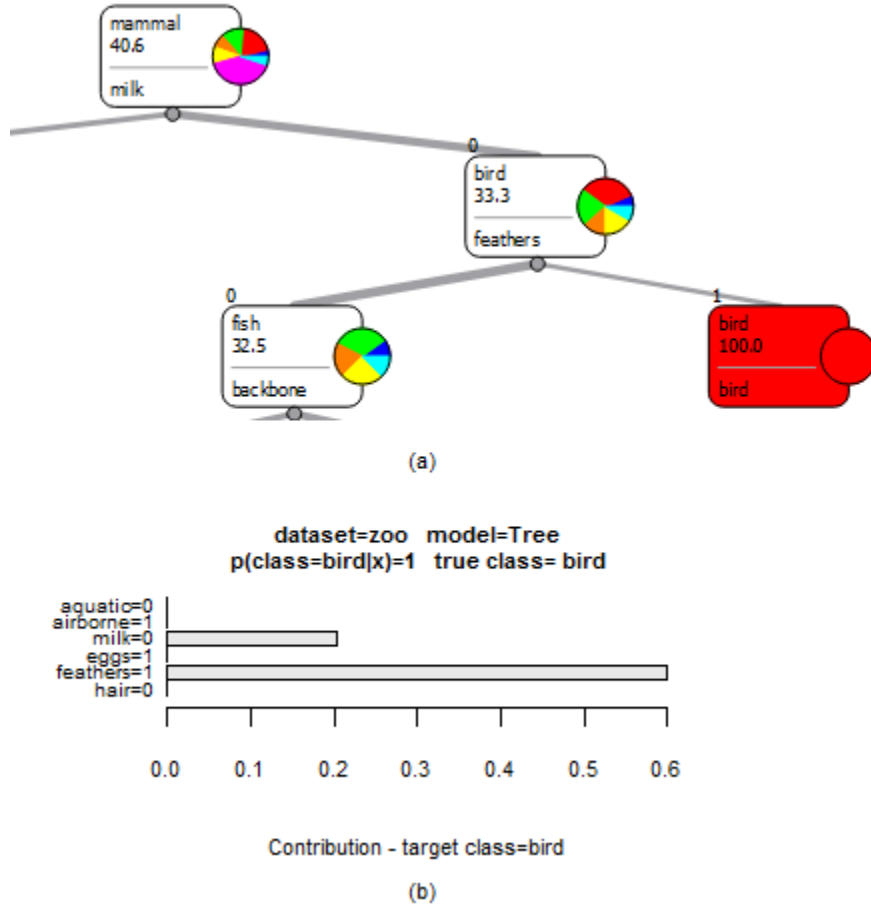 mammal
40.6
milk
0
bird
33.3
feathers
0
fish
32.5
backbone
1
bird
100.0
bird
(a)
dataset=zoo model=Tree
p(class=bird|x)=1 true class= bird
aquatic=0
airborne=1
milk=0
eggs=1
feathers=1
hair=0
0.0 0.1 0.2 0.3 0.4 0.5 0.6
Contribution - target class=bird
(b)